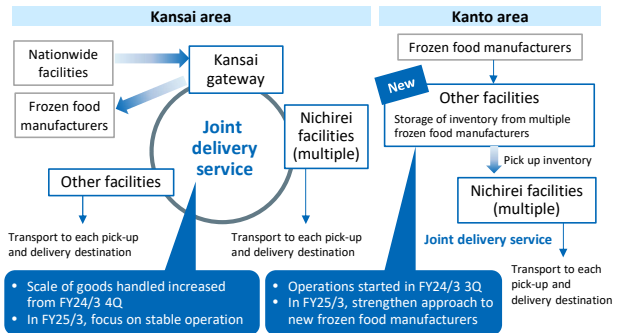 Kansai area
Nationwide
facilities
Kansai
gateway
Frozen food
manufacturers
Joint
delivery
service
Nichirei
facilities
(multiple)
Other facilities
Transport to each pick-up
and delivery destination
Transport to each pick-up
and delivery destination
• Scale of goods handled increased
from FY24/3 4Q
• In FY25/3, focus on stable operation
Kanto area
Frozen food manufacturers
New
Other facilities
Storage of inventory from multiple
frozen food manufacturers
Pick up inventory
Nichirei facilities
(multiple)
Joint delivery service
Transport to each
pick-up and
delivery destination
• Operations started in FY24/3 3Q
• In FY25/3, strengthen approach to
new frozen food manufacturers